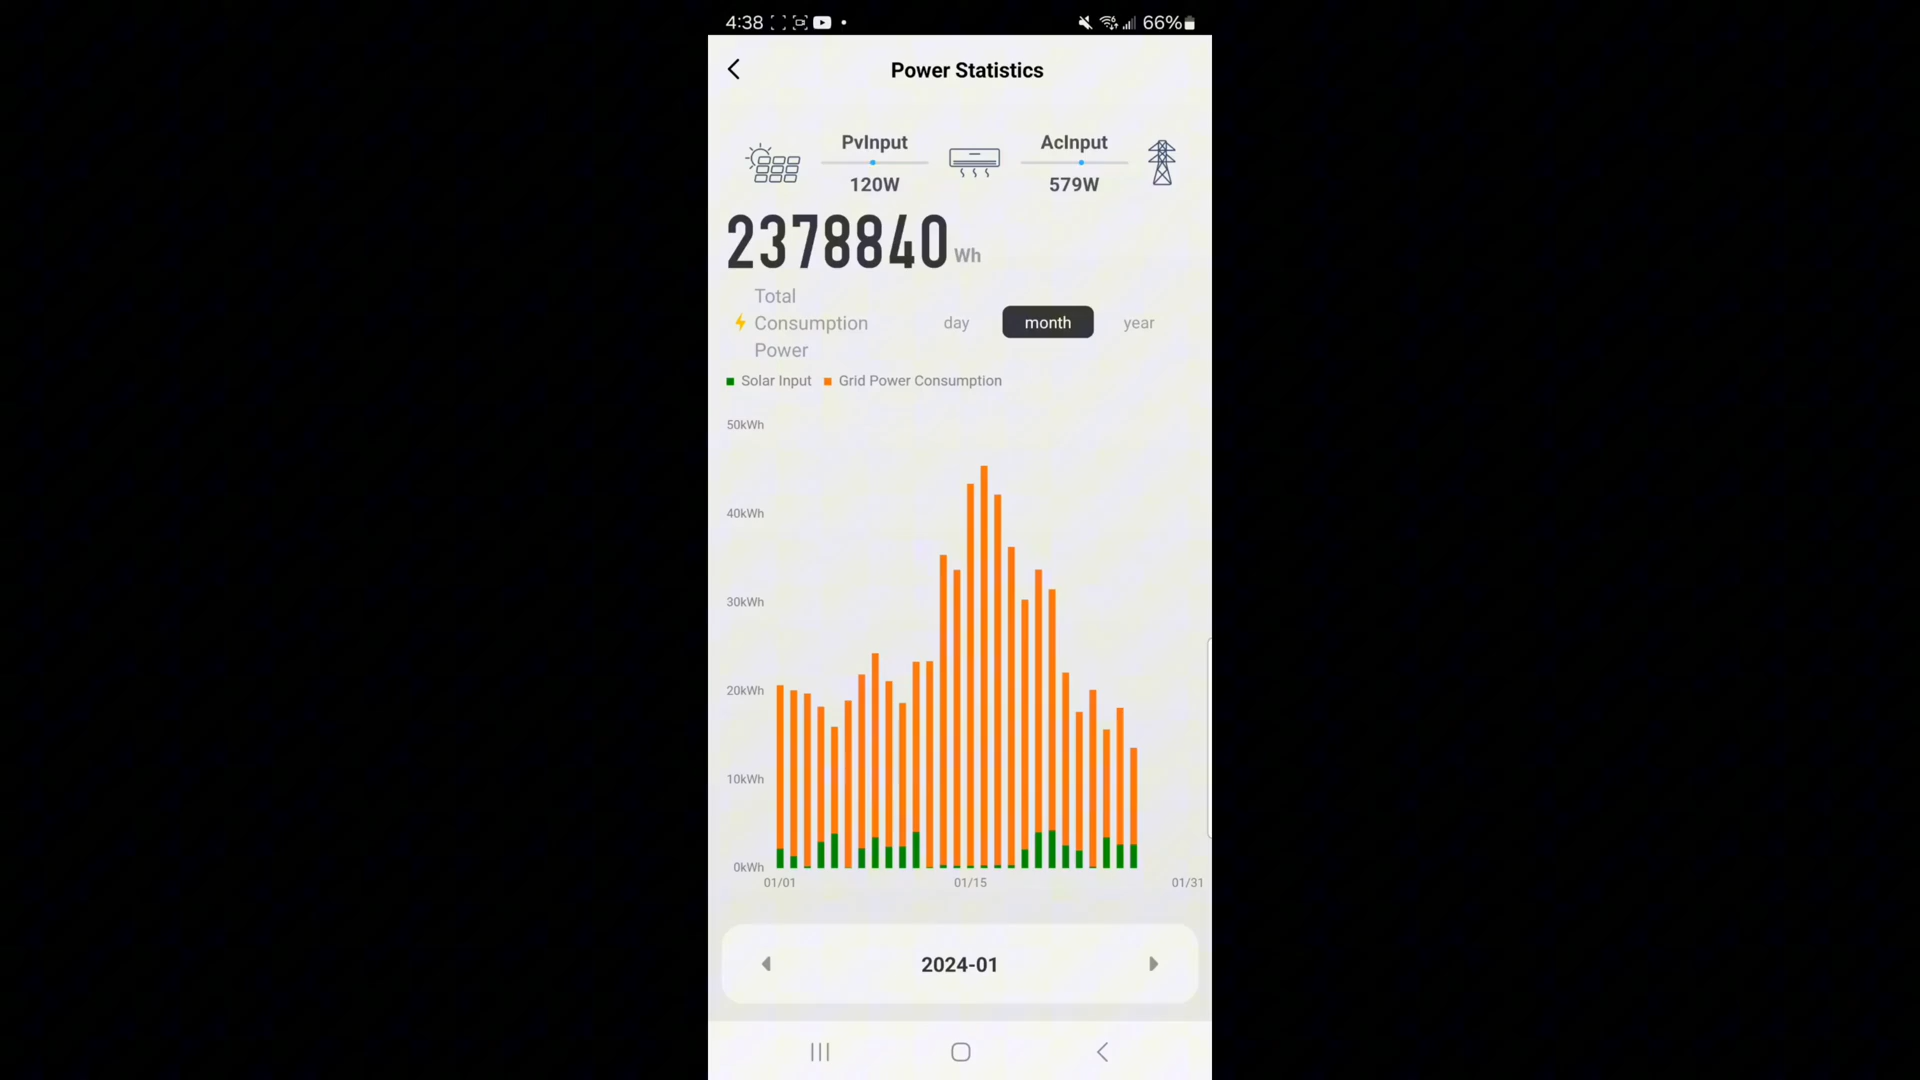 4:38 66%
Power Statistics
PvInput
120W
AcInput
579W
2378840 Wh
Total
Consumption
Power
day month year
Solar Input Grid Power Consumption
50kWh
40kWh
30kWh
20kWh
10kWh
0kWh
01/01 01/15 01/31
2024-01